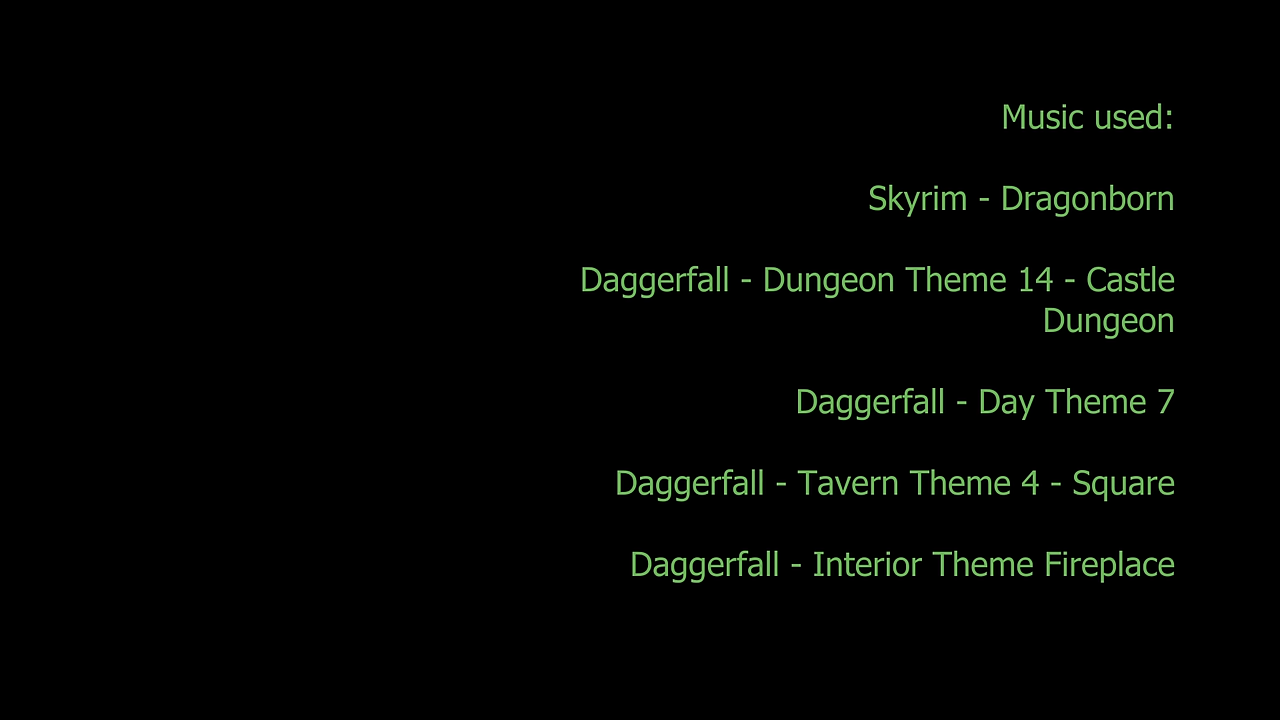 Music used:
Skyrim - Dragonborn
Daggerfall - Dungeon Theme 14 - Castle
Dungeon
Daggerfall - Day Theme 7
Daggerfall - Tavern Theme 4 - Square
Daggerfall - Interior Theme Fireplace